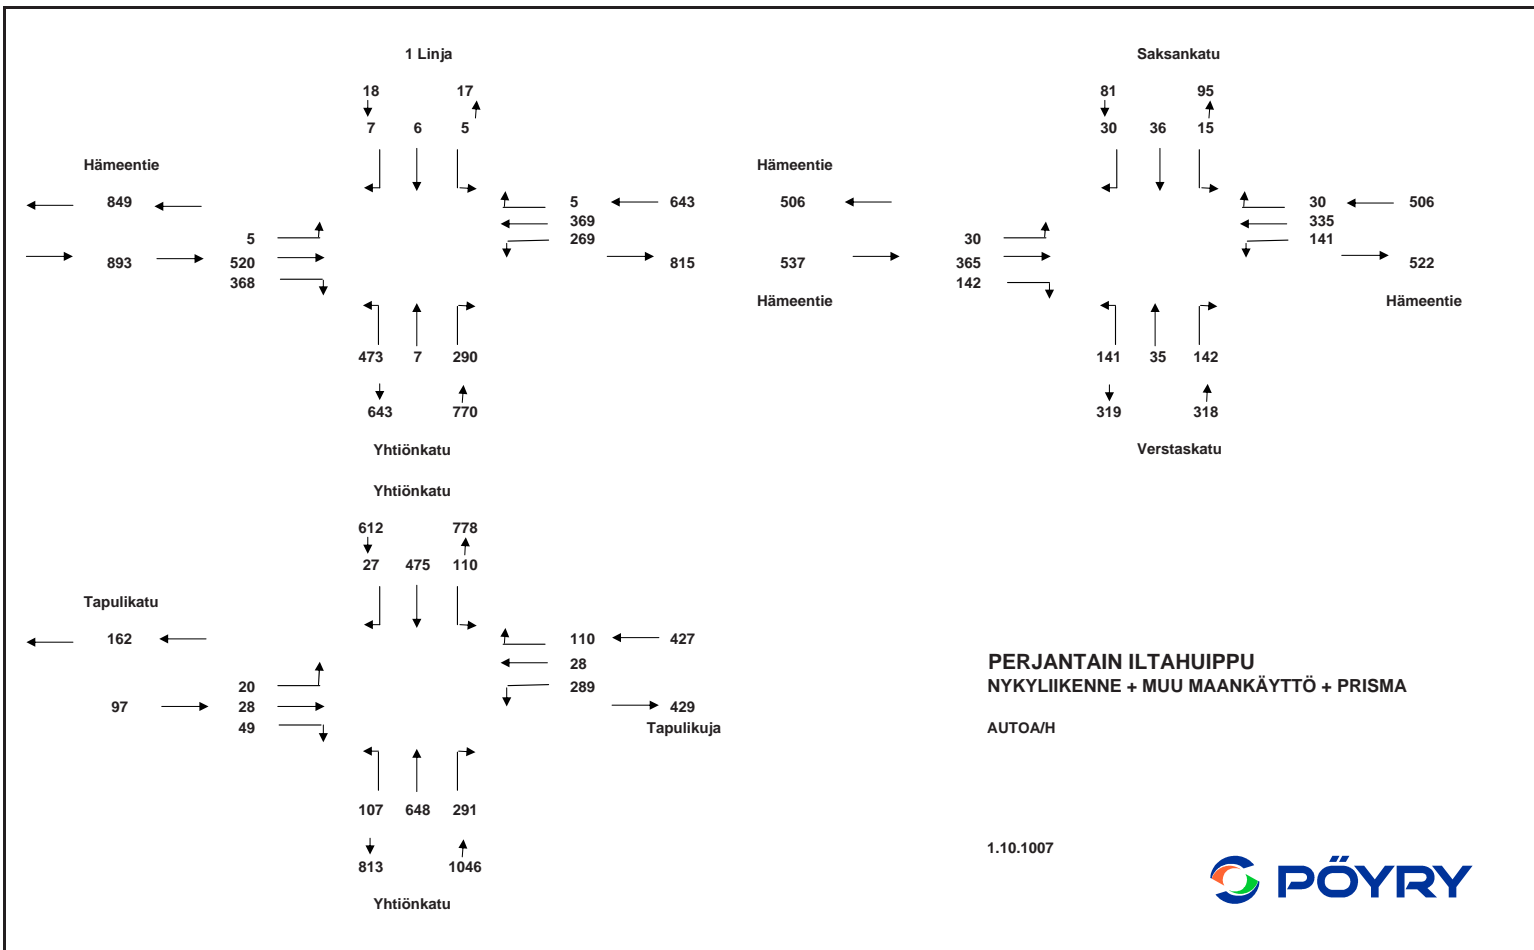 1 Linja
18 17
7 6 5
Hämeentie
849
893
5
520
368
5
369
269
643
815
473 7 290
643 770
Yhtiönkatu
Saksankatu
81 95
30 36 15
Hämeentie
506
537
Hämeentie
30
365
142
30
335
141
506
522
Hämeentie
141 35 142
319 318
Verstaskatu
Yhtiönkatu
612 778
27 475 110
Tapulikatu
162
97
20
28
49
110
28
289
427
429
Tapulikuja
107 648 291
813 1046
Yhtiönkatu
PERJANTAIN ILTAHUIPPU
NYKYLIIKENNE + MUU MAANKÄYTTÖ + PRISMA
AUTOA/H
1.10.1007
PÖYRY